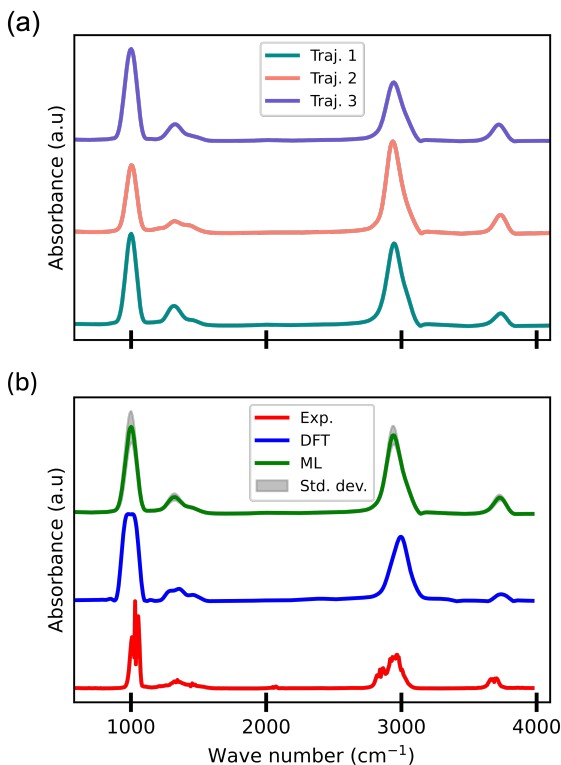 (a)
Absorbance (a.u)
Traj. 1
Traj. 2
Traj. 3
(b)
Absorbance (a.u)
Exp.
DFT
ML
Std. dev.
1000 2000 3000 4000
Wave number (cm⁻¹)